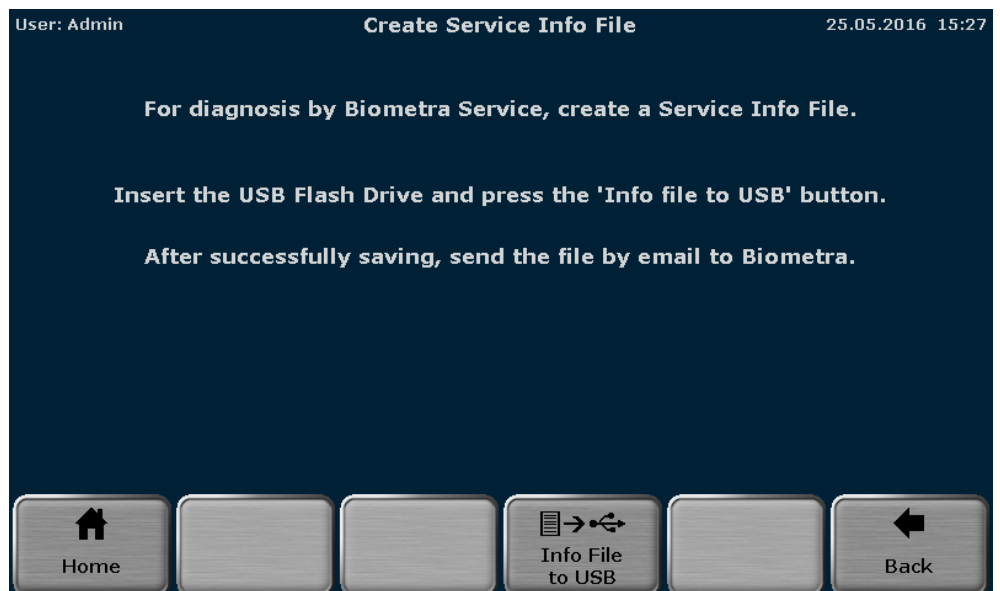 User: Admin
Create Service Info File
25.05.2016 15:27
For diagnosis by Biometra Service, create a Service Info File.
Insert the USB Flash Drive and press the 'Info file to USB' button.
After successfully saving, send the file by email to Biometra.
Home
Info File
to USB
Back